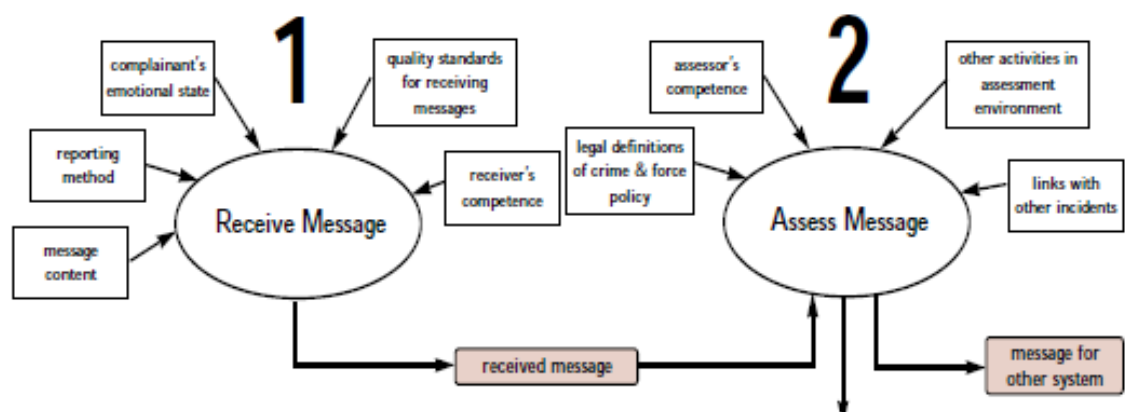 1
complainant's
emotional state
quality standards
for receiving
messages
reporting
method
receiver's
competence
message
content
Receive Message
received message
2
assessor's
competence
other activities in
assessment
environment
legal definitions
of crime & force
policy
links with
other incidents
Assess Message
message for
other system